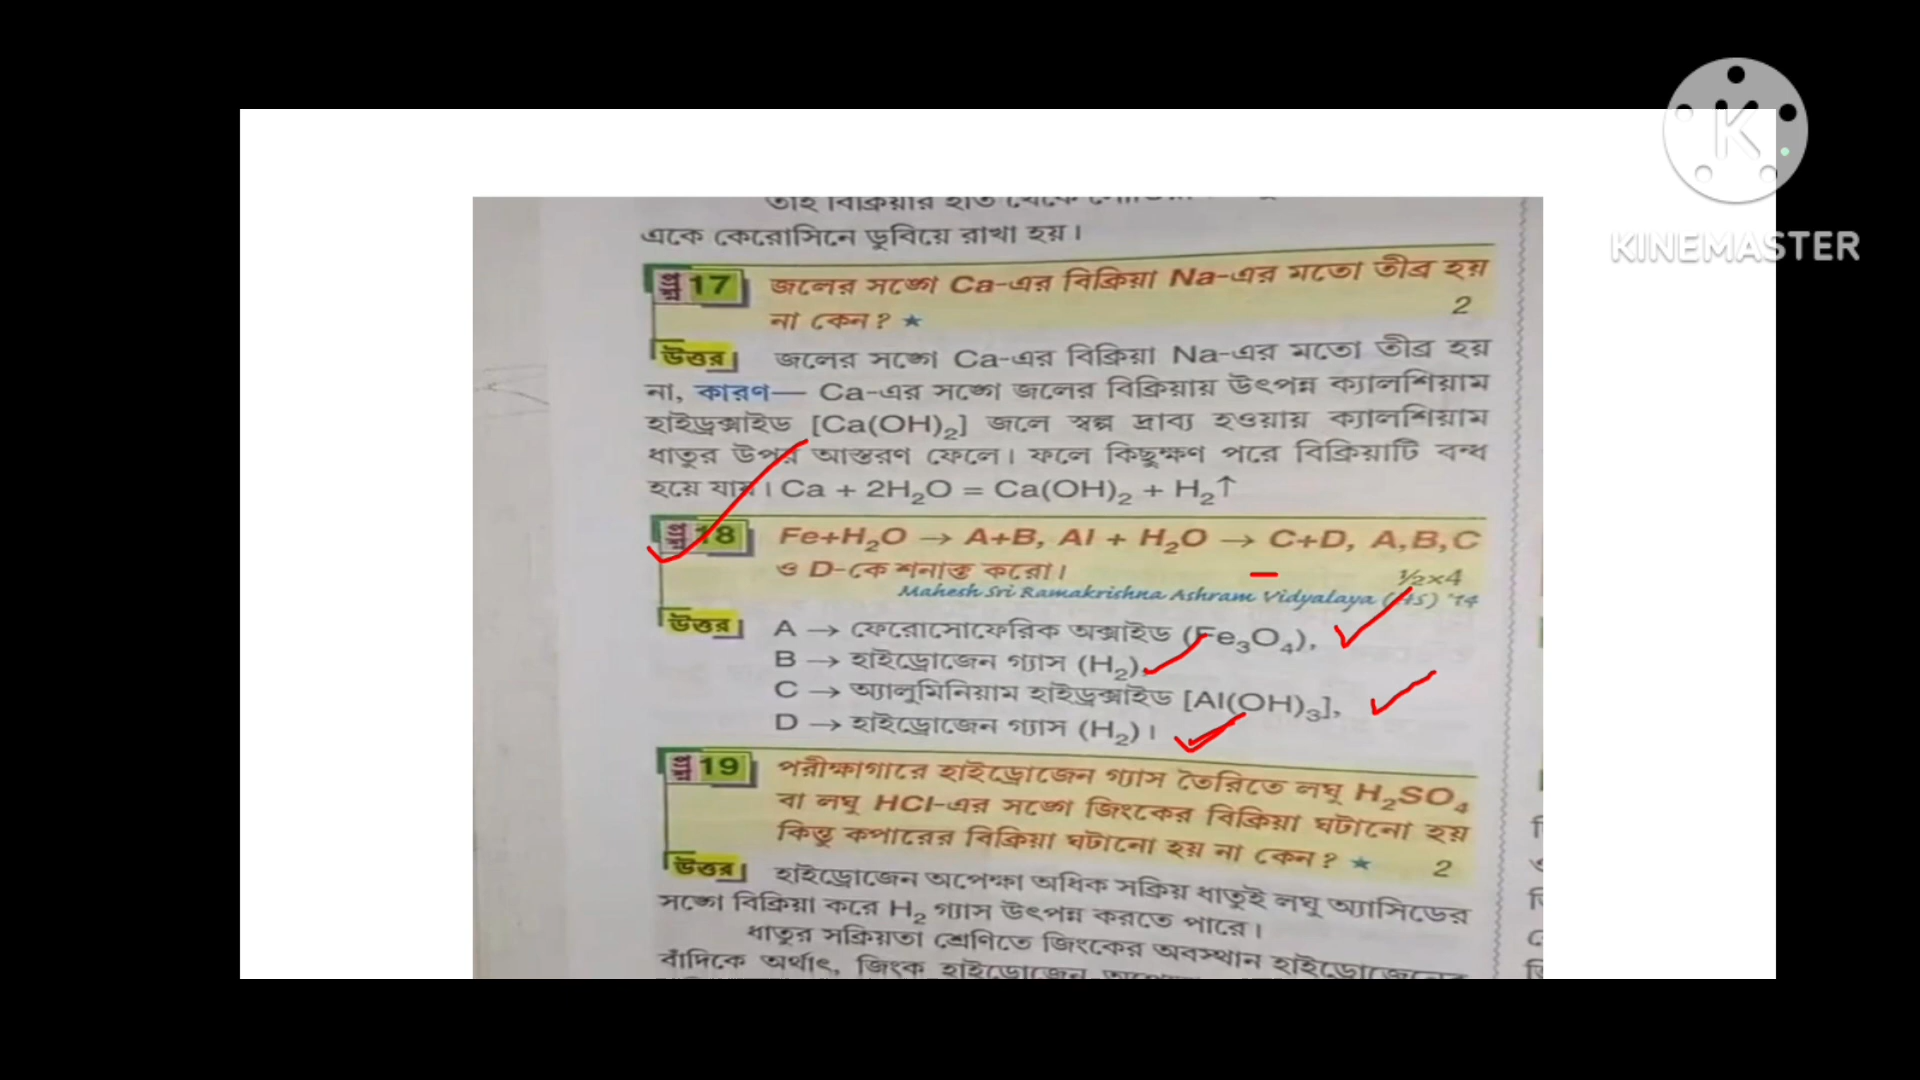 KINEMASTER
একে কেরোসিনে ডুবিয়ে রাখা হয়।
প্রশ্ন 17 জলের সঙ্গে Ca-এর বিক্রিয়া Na-এর মতো তীব্র হয়
না কেন? ★ 2
উত্তর জলের সঙ্গে Ca-এর বিক্রিয়া Na-এর মতো তীব্র হয়
না, কারণ— Ca-এর সঙ্গে জলের বিক্রিয়ায় উৎপন্ন ক্যালশিয়াম
হাইড্রক্সাইড [Ca(OH)₂] জলে স্বল্প দ্রাব্য হওয়ায় ক্যালশিয়াম
ধাতুর উপর আস্তরণ ফেলে। ফলে কিছুক্ষণ পরে বিক্রিয়াটি বন্ধ
হয়ে যায়। Ca + 2H₂O = Ca(OH)₂ + H₂↑
প্রশ্ন 18 Fe+H₂O → A+B, Al + H₂O → C+D, A,B,C
ও D-কে শনাক্ত করো। ½×4
Mahesh Sri Ramakrishna Ashram Vidyalaya (HS) '14
উত্তর A → ফেরোসোফেরিক অক্সাইড (Fe₃O₄),
B → হাইড্রোজেন গ্যাস (H₂),
C → অ্যালুমিনিয়াম হাইড্রক্সাইড [Al(OH)₃],
D → হাইড্রোজেন গ্যাস (H₂)।
প্রশ্ন 19 পরীক্ষাগারে হাইড্রোজেন গ্যাস তৈরিতে লঘু H₂SO₄
বা লঘু HCl-এর সঙ্গে জিংকের বিক্রিয়া ঘটানো হয়
কিন্তু কপারের বিক্রিয়া ঘটানো হয় না কেন? ★ 2
উত্তর হাইড্রোজেন অপেক্ষা অধিক সক্রিয় ধাতুই লঘু অ্যাসিডের
সঙ্গে বিক্রিয়া করে H₂ গ্যাস উৎপন্ন করতে পারে।
ধাতুর সক্রিয়তা শ্রেণিতে জিংকের অবস্থান হাইড্রোজেনের
বাঁদিকে অর্থাৎ, জিংক হাইড্রোজেন